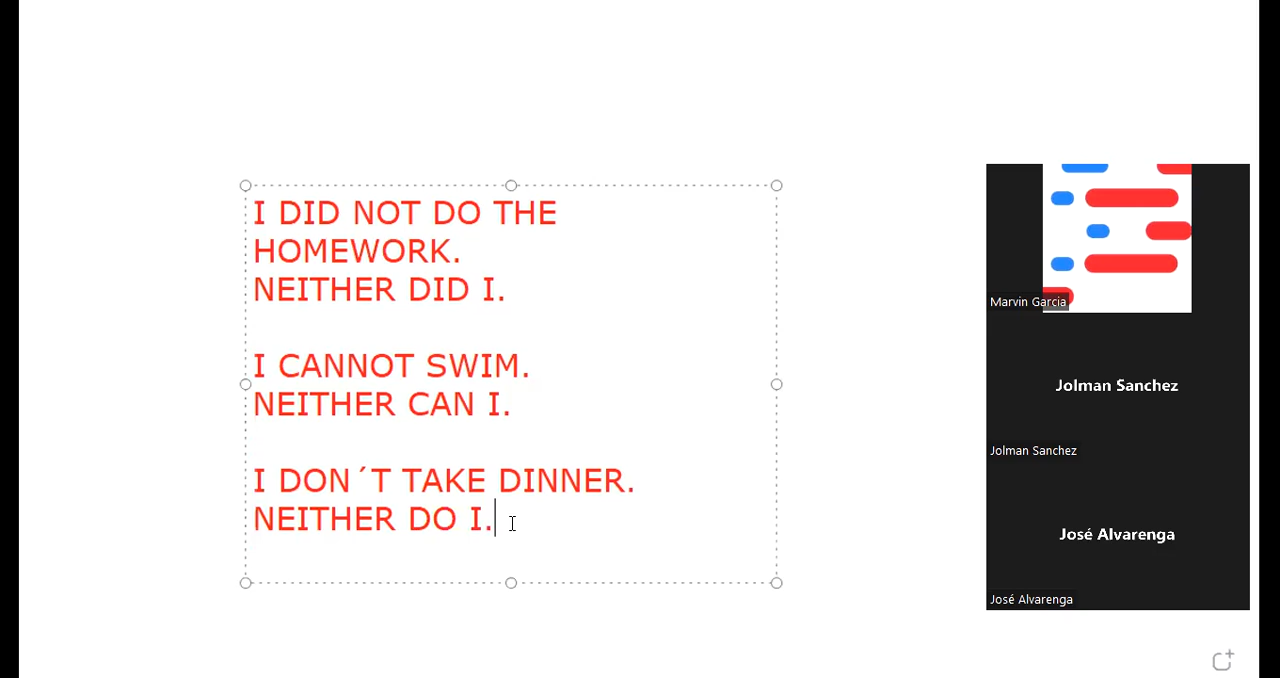 I DID NOT DO THE
HOMEWORK.
NEITHER DID I.
I CANNOT SWIM.
NEITHER CAN I.
I DON´T TAKE DINNER.
NEITHER DO I.
Marvin Garcia
Jolman Sanchez
Jolman Sanchez
José Alvarenga
José Alvarenga